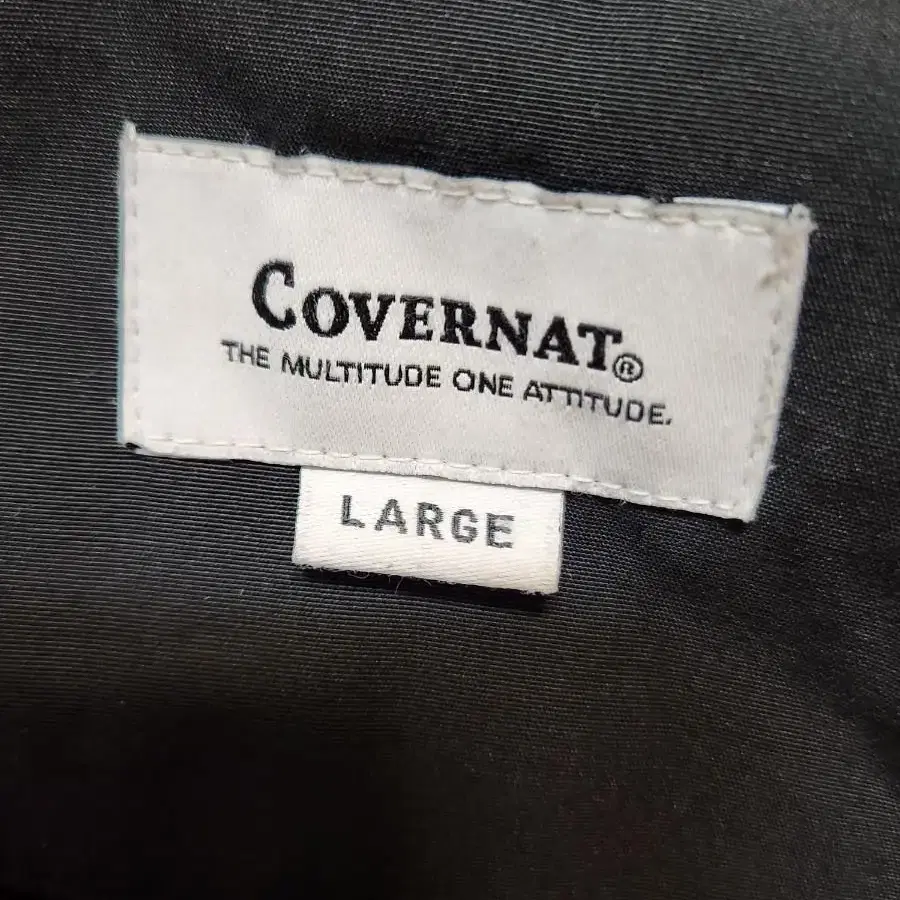 COVERNAT®
THE MULTITUDE ONE ATTITUDE.
LARGE